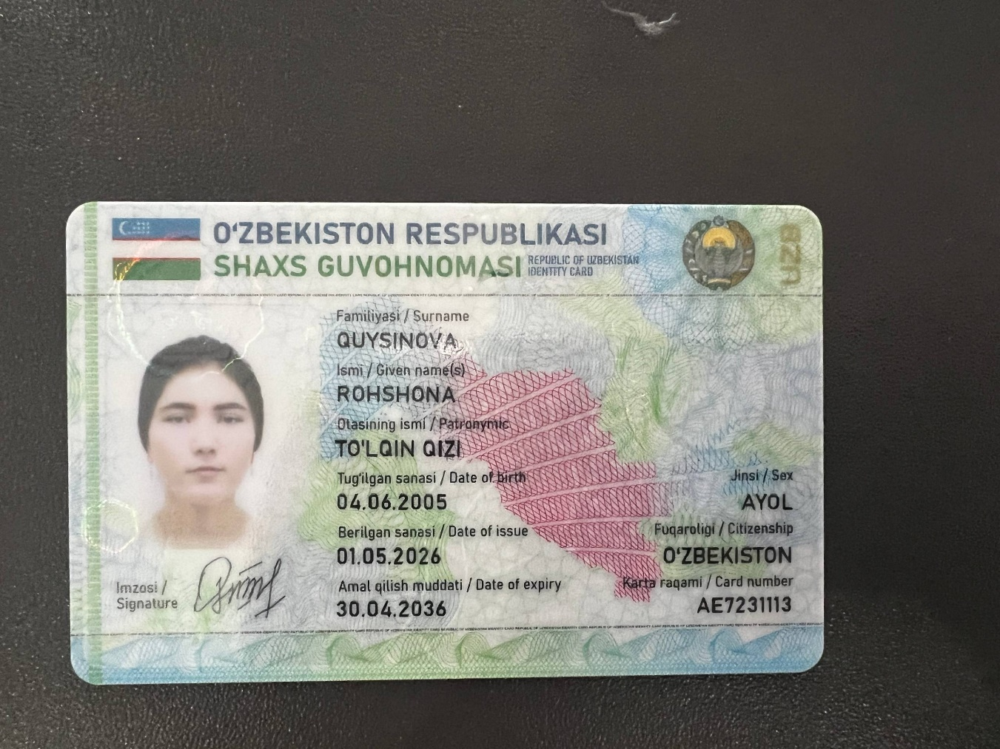 O‘ZBEKISTON RESPUBLIKASI
SHAXS GUVOHNOMASI
REPUBLIC OF UZBEKISTAN
IDENTITY CARD
UZB
Familiyasi / Surname
QUYSINOVA
Ismi / Given name(s)
ROHSHONA
Otasining ismi / Patronymic
TO'LQIN QIZI
Tug‘ilgan sanasi / Date of birth
04.06.2005
Jinsi / Sex
AYOL
Berilgan sanasi / Date of issue
01.05.2026
Fuqaroligi / Citizenship
O‘ZBEKISTON
Amal qilish muddati / Date of expiry
30.04.2036
Karta raqami / Card number
AE7231113
Imzosi /
Signature